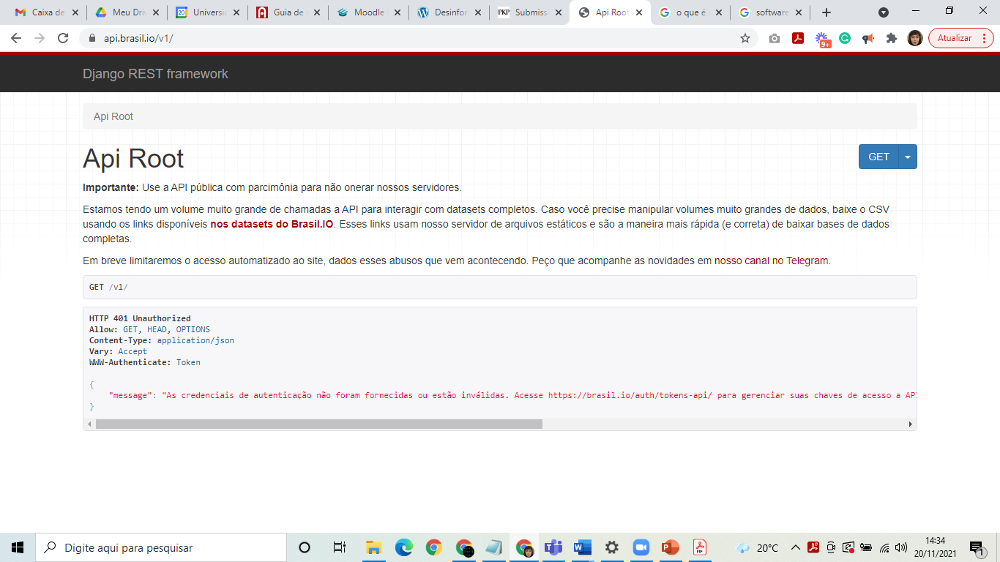 Caixa de
Meu Dri
20
Universi
Guia de
Moodle
Desinfor
PKP
Submiss
Api Root
o que é
software
api.brasil.io/v1/
9+
Atualizar
Django REST framework
Api Root
Api Root
GET
Importante: Use a API pública com parcimônia para não onerar nossos servidores.
Estamos tendo um volume muito grande de chamadas a API para interagir com datasets completos. Caso você precise manipular volumes muito grandes de dados, baixe o CSV
usando os links disponíveis nos datasets do Brasil.IO. Esses links usam nosso servidor de arquivos estáticos e são a maneira mais rápida (e correta) de baixar bases de dados
completas.
Em breve limitaremos o acesso automatizado ao site, dados esses abusos que vem acontecendo. Peço que acompanhe as novidades em nosso canal no Telegram.
GET /v1/
HTTP 401 Unauthorized
Allow: GET, HEAD, OPTIONS
Content-Type: application/json
Vary: Accept
WWW-Authenticate: Token
{
"message": "As credenciais de autenticação não foram fornecidas ou estão inválidas. Acesse https://brasil.io/auth/tokens-api/ para gerenciar suas chaves de acesso a AP
}
Digite aqui para pesquisar
20°C
14:34
20/11/2021
1